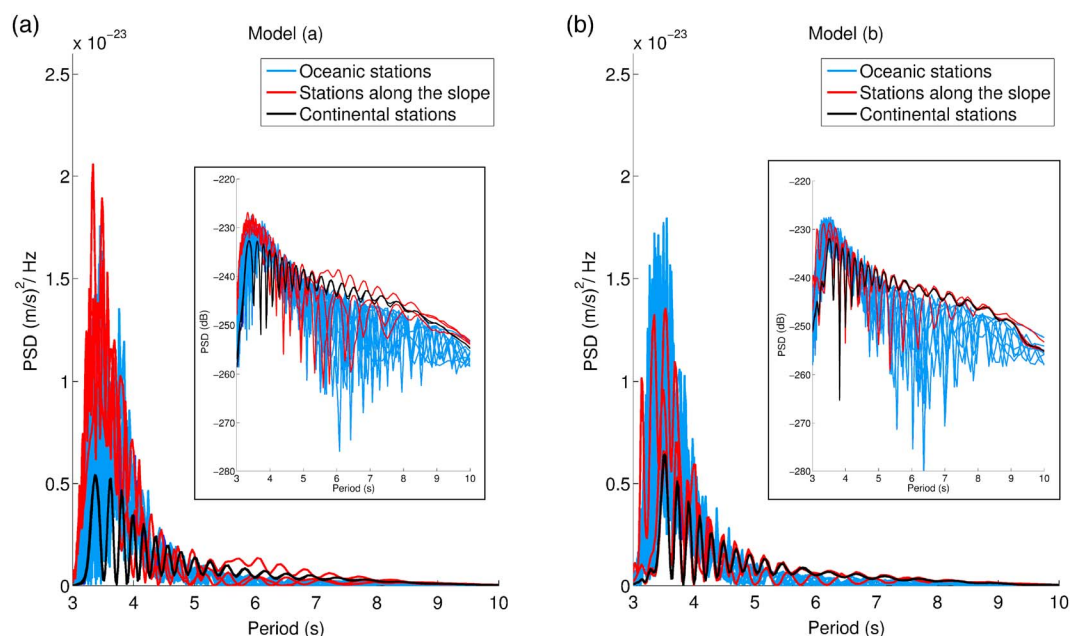 (a)
x 10⁻²³
Model (a)
2.5
2
1.5
1
0.5
0
PSD (m/s)²/ Hz
Oceanic stations
Stations along the slope
Continental stations
−220
−230
−240
−250
−260
−270
−280
PSD (dB)
3 4 5 6 7 8 9 10
Period (s)
3 4 5 6 7 8 9 10
Period (s)
(b)
x 10⁻²³
Model (b)
2.5
2
1.5
1
0.5
0
PSD (m/s)²/ Hz
Oceanic stations
Stations along the slope
Continental stations
−220
−230
−240
−250
−260
−270
−280
PSD (dB)
3 4 5 6 7 8 9 10
Period (s)
3 4 5 6 7 8 9 10
Period (s)